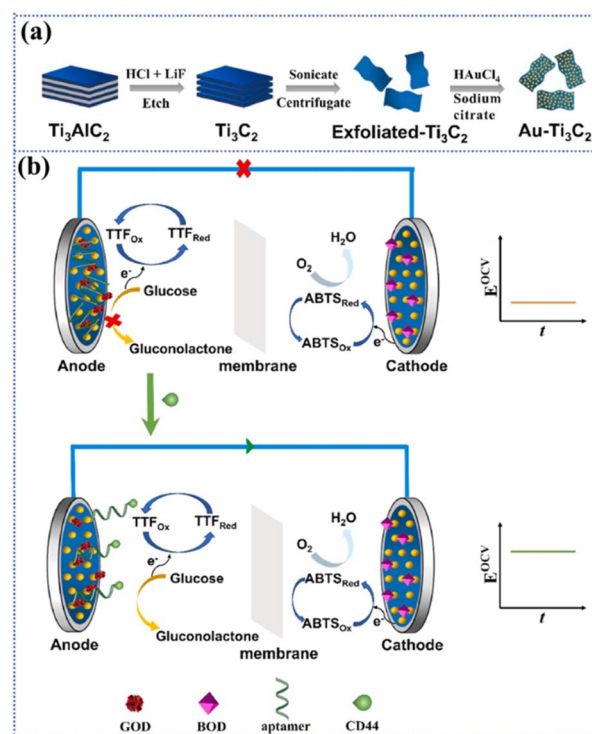 (a)
HCl + LiF
Etch
Sonicate
Centrifugate
HAuCl4
Sodium
citrate
Ti3AlC2
Ti3C2
Exfoliated-Ti3C2
Au-Ti3C2
(b)
TTFOx
TTFRed
e-
Glucose
Gluconolactone
Anode
membrane
H2O
O2
ABTSRed
ABTSOx
e-
Cathode
EOCV
t
TTFOx
TTFRed
e-
Glucose
Gluconolactone
Anode
membrane
H2O
O2
ABTSRed
ABTSOx
e-
Cathode
EOCV
t
GOD
BOD
aptamer
CD44